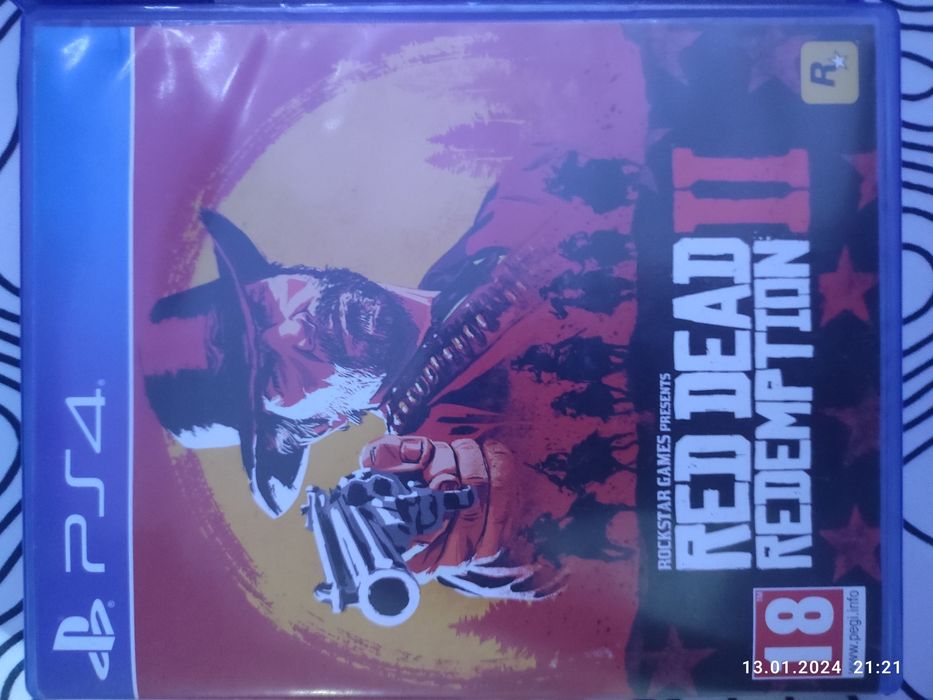 PS4
ROCKSTAR GAMES PRESENTS
RED DEAD
REDEMPTION II
R
18
www.pegi.info
13.01.2024 21:21